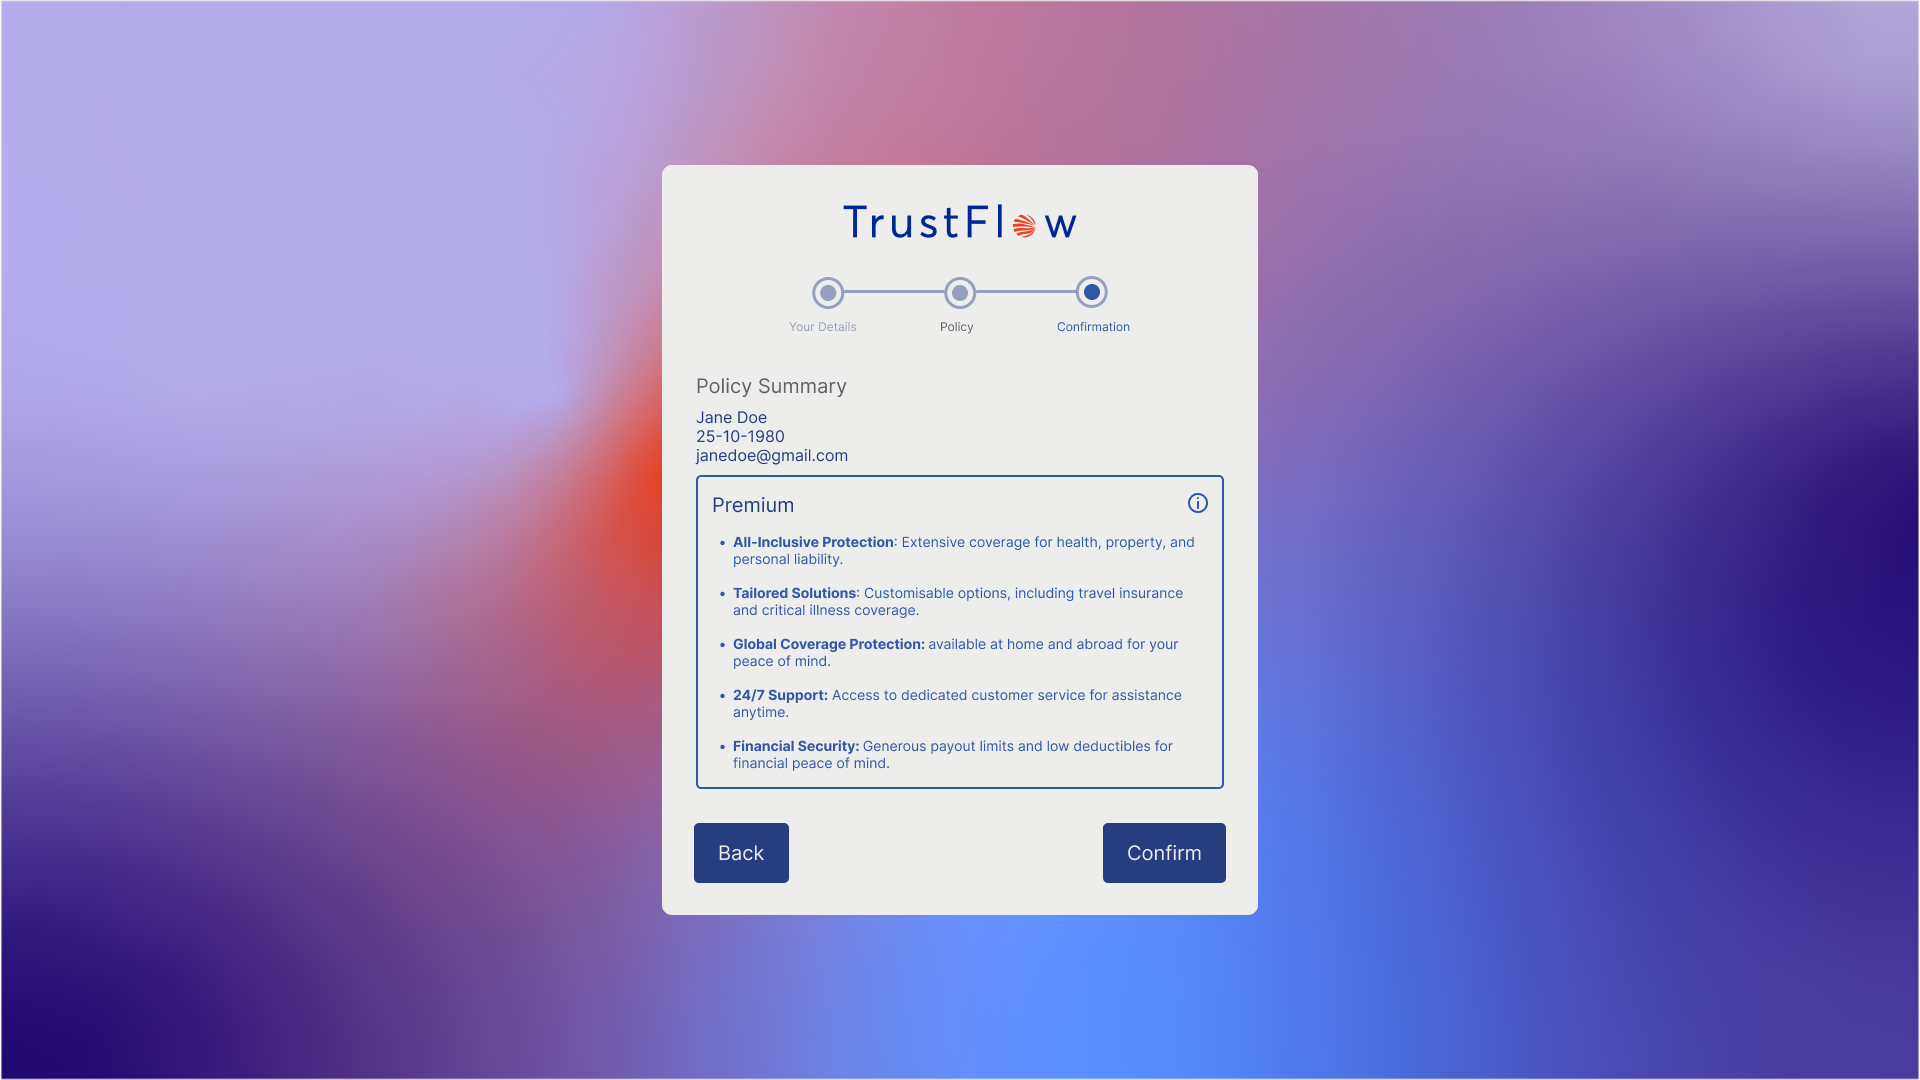 TrustFlow
Your Details
Policy
Confirmation
Policy Summary
Jane Doe
25-10-1980
janedoe@gmail.com
Premium
• All-Inclusive Protection: Extensive coverage for health, property, and
personal liability.
• Tailored Solutions: Customisable options, including travel insurance
and critical illness coverage.
• Global Coverage Protection: available at home and abroad for your
peace of mind.
• 24/7 Support: Access to dedicated customer service for assistance
anytime.
• Financial Security: Generous payout limits and low deductibles for
financial peace of mind.
Back
Confirm